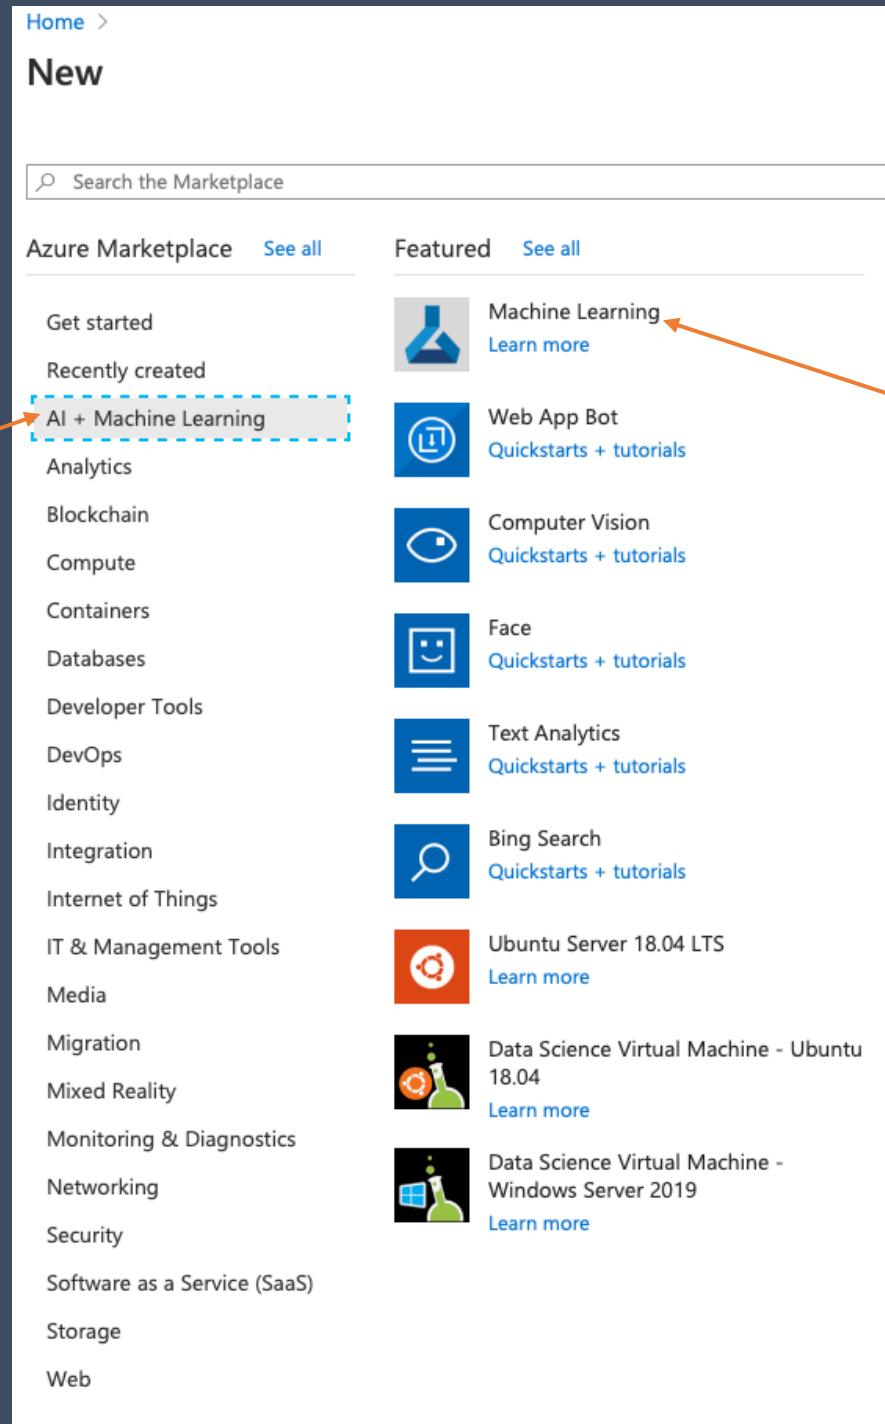 Home >
New
Search the Marketplace
Azure Marketplace See all
Get started
Recently created
AI + Machine Learning
Analytics
Blockchain
Compute
Containers
Databases
Developer Tools
DevOps
Identity
Integration
Internet of Things
IT & Management Tools
Media
Migration
Mixed Reality
Monitoring & Diagnostics
Networking
Security
Software as a Service (SaaS)
Storage
Web
Featured See all
Machine Learning
Learn more
Web App Bot
Quickstarts + tutorials
Computer Vision
Quickstarts + tutorials
Face
Quickstarts + tutorials
Text Analytics
Quickstarts + tutorials
Bing Search
Quickstarts + tutorials
Ubuntu Server 18.04 LTS
Learn more
Data Science Virtual Machine - Ubuntu
18.04
Learn more
Data Science Virtual Machine -
Windows Server 2019
Learn more